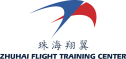 珠海翔翼
ZHUHAI FLIGHT TRAINING CENTER